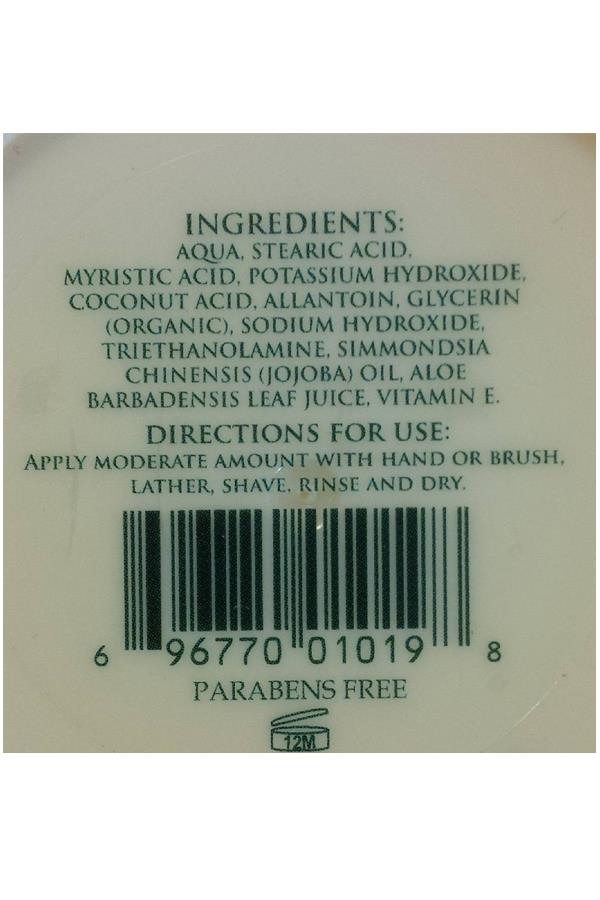 INGREDIENTS:
AQUA, STEARIC ACID,
MYRISTIC ACID, POTASSIUM HYDROXIDE,
COCONUT ACID, ALLANTOIN, GLYCERIN
(ORGANIC), SODIUM HYDROXIDE,
TRIETHANOLAMINE, SIMMONDSIA
CHINENSIS (JOJOBA) OIL, ALOE
BARBADENSIS LEAF JUICE, VITAMIN E.
DIRECTIONS FOR USE:
APPLY MODERATE AMOUNT WITH HAND OR BRUSH,
LATHER, SHAVE, RINSE AND DRY.
6 96770 01019 8
PARABENS FREE
12M